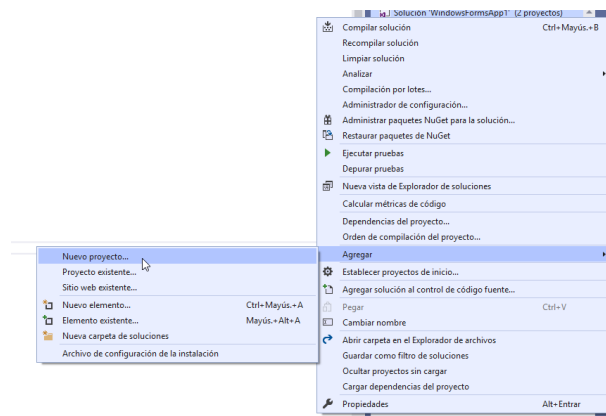 Solución 'WindowsFormsApp1' (2 proyectos)
Compilar solución Ctrl+Mayús.+B
Recompilar solución
Limpiar solución
Analizar
Compilación por lotes...
Administrador de configuración...
Administrar paquetes NuGet para la solución...
Restaurar paquetes de NuGet
Ejecutar pruebas
Depurar pruebas
Nueva vista de Explorador de soluciones
Calcular métricas de código
Dependencias del proyecto...
Orden de compilación del proyecto...
Agregar
Nuevo proyecto...
Proyecto existente...
Sitio web existente...
Nuevo elemento... Ctrl+Mayús.+A
Elemento existente... Mayús.+Alt+A
Nueva carpeta de soluciones
Archivo de configuración de la instalación
Establecer proyectos de inicio...
Agregar solución al control de código fuente...
Pegar Ctrl+V
Cambiar nombre
Abrir carpeta en el Explorador de archivos
Guardar como filtro de soluciones
Ocultar proyectos sin cargar
Cargar dependencias del proyecto
Propiedades Alt+Entrar